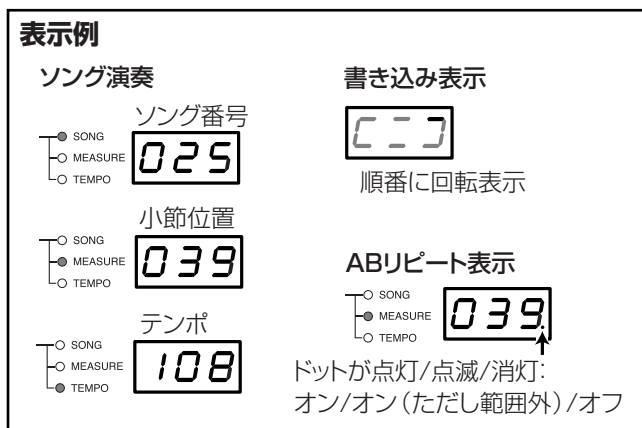 表示例
ソング演奏
ソング番号
SONG
MEASURE
TEMPO
025
小節位置
SONG
MEASURE
TEMPO
039
テンポ
SONG
MEASURE
TEMPO
108
書き込み表示
順番に回転表示
ABリピート表示
SONG
MEASURE
TEMPO
039.
ドットが点灯/点滅/消灯:
オン/オン(ただし範囲外)/オフ